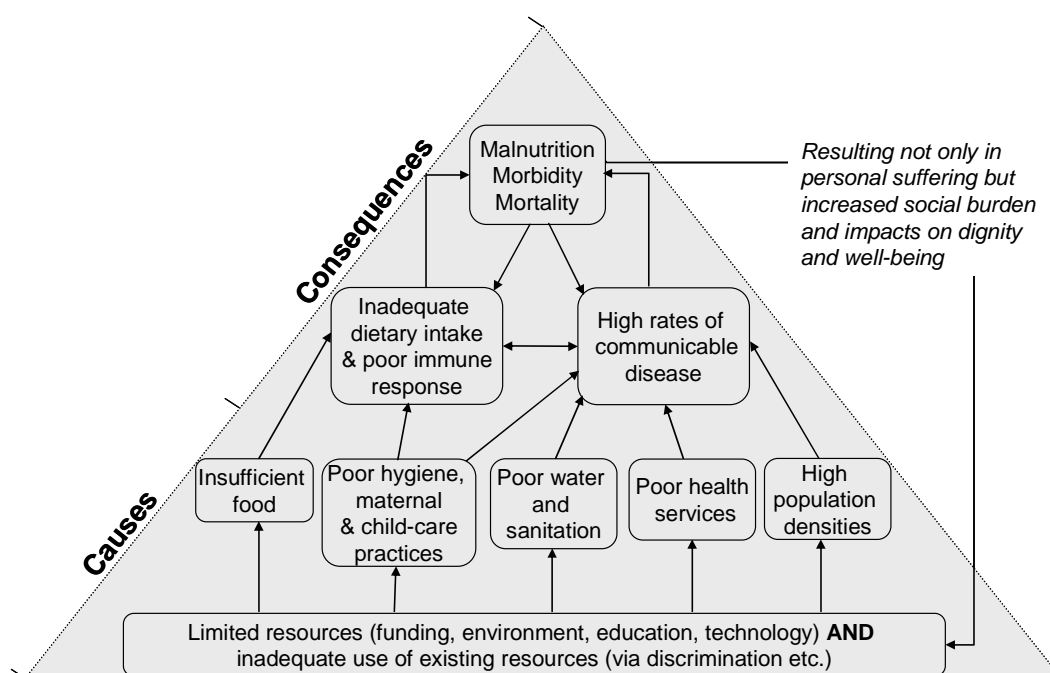 Malnutrition
Morbidity
Mortality
Resulting not only in
personal suffering but
increased social burden
and impacts on dignity
and well-being
Consequences
Inadequate
dietary intake
& poor immune
response
High rates of
communicable
disease
Causes
Insufficient
food
Poor hygiene,
maternal
& child-care
practices
Poor water
and
sanitation
Poor health
services
High
population
densities
Limited resources (funding, environment, education, technology) AND
inadequate use of existing resources (via discrimination etc.)